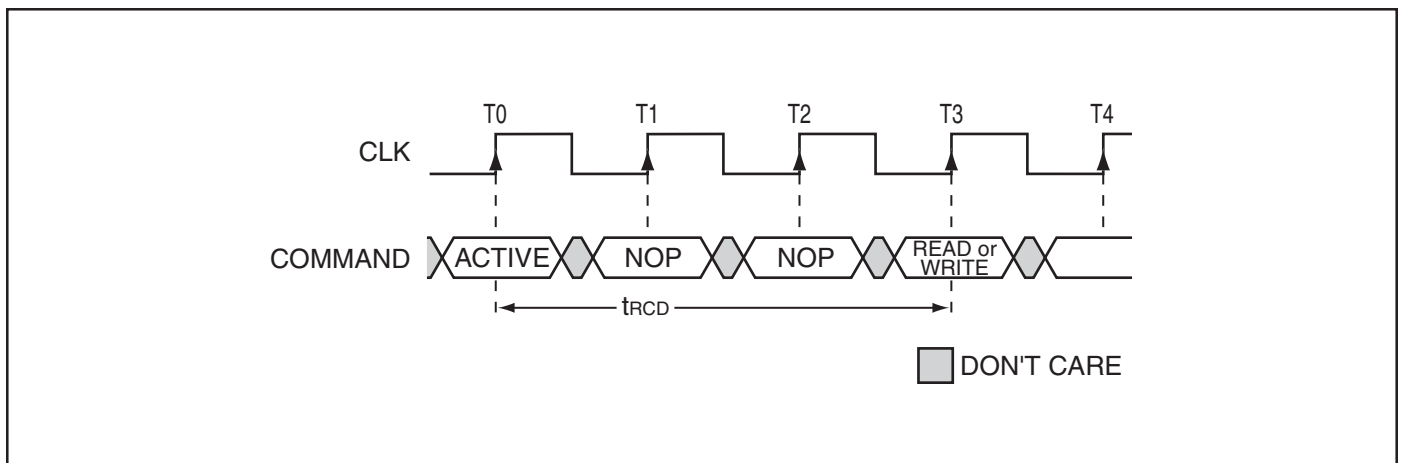 T0 T1 T2 T3 T4
CLK
COMMAND ACTIVE NOP NOP READ or
WRITE
tRCD
DON'T CARE